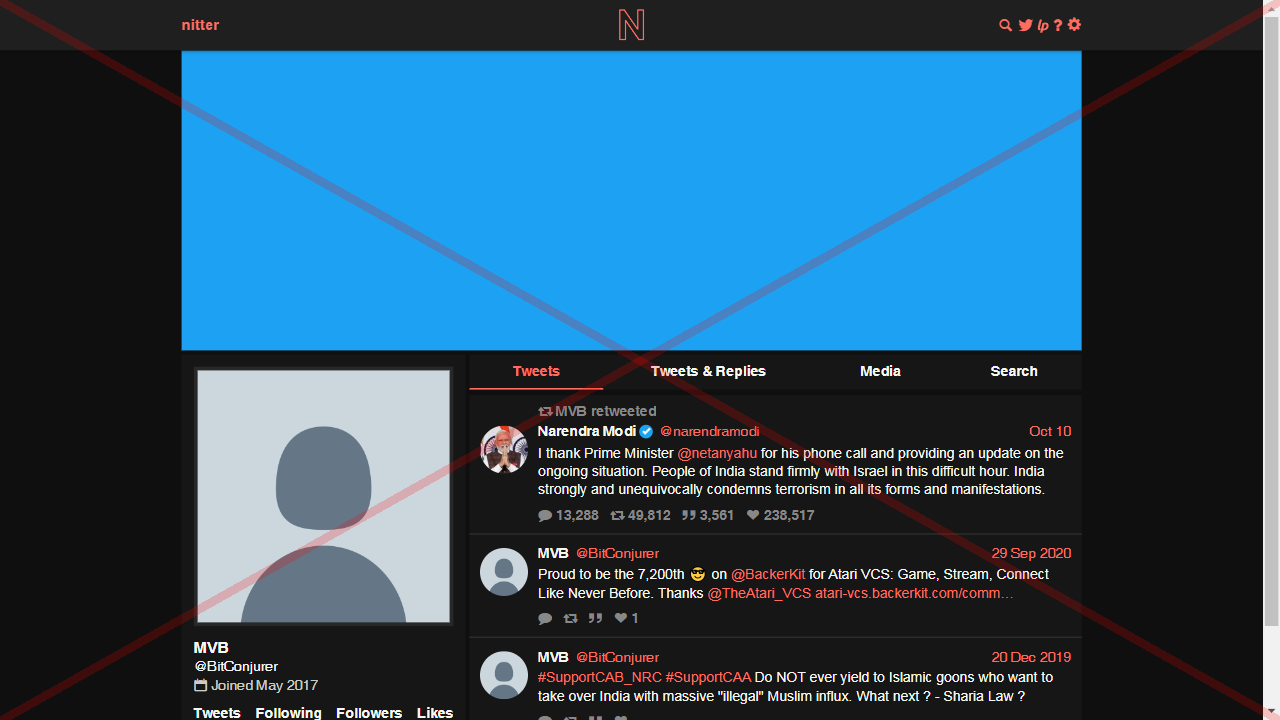 nitter
N
lp ?
Tweets Tweets & Replies Media Search
MVB retweeted
Narendra Modi @narendramodi Oct 10
I thank Prime Minister @netanyahu for his phone call and providing an update on the
ongoing situation. People of India stand firmly with Israel in this difficult hour. India
strongly and unequivocally condemns terrorism in all its forms and manifestations.
13,288 49,812 3,561 238,517
MVB @BitConjurer 29 Sep 2020
Proud to be the 7,200th 😎 on @BackerKit for Atari VCS: Game, Stream, Connect
Like Never Before. Thanks @TheAtari_VCS atari-vcs.backerkit.com/comm…
1
MVB @BitConjurer 20 Dec 2019
#SupportCAB_NRC #SupportCAA Do NOT ever yield to Islamic goons who want to
take over India with massive "illegal" Muslim influx. What next ? - Sharia Law ?
MVB
@BitConjurer
Joined May 2017
Tweets Following Followers Likes